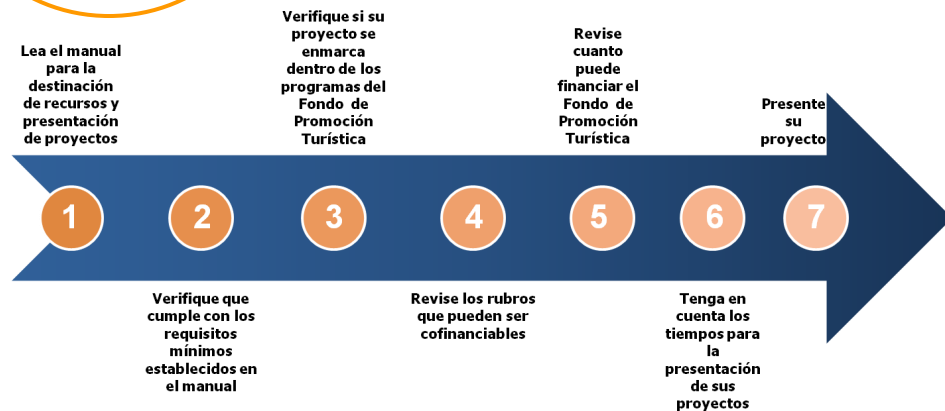 Lea el manual
para la
destinación
de recursos y
presentación
de proyectos
1
Verifique que
cumple con los
requisitos
mínimos
establecidos en
el manual
2
Verifique si su
proyecto se
enmarca
dentro de los
programas del
Fondo de
Promoción
Turística
3
Revise los rubros
que pueden ser
cofinanciables
4
Revise
cuanto
puede
financiar el
Fondo de
Promoción
Turística
5
Tenga en
cuenta los
tiempos para
la
presentación
de sus
proyectos
6
Presente
su
proyecto
7